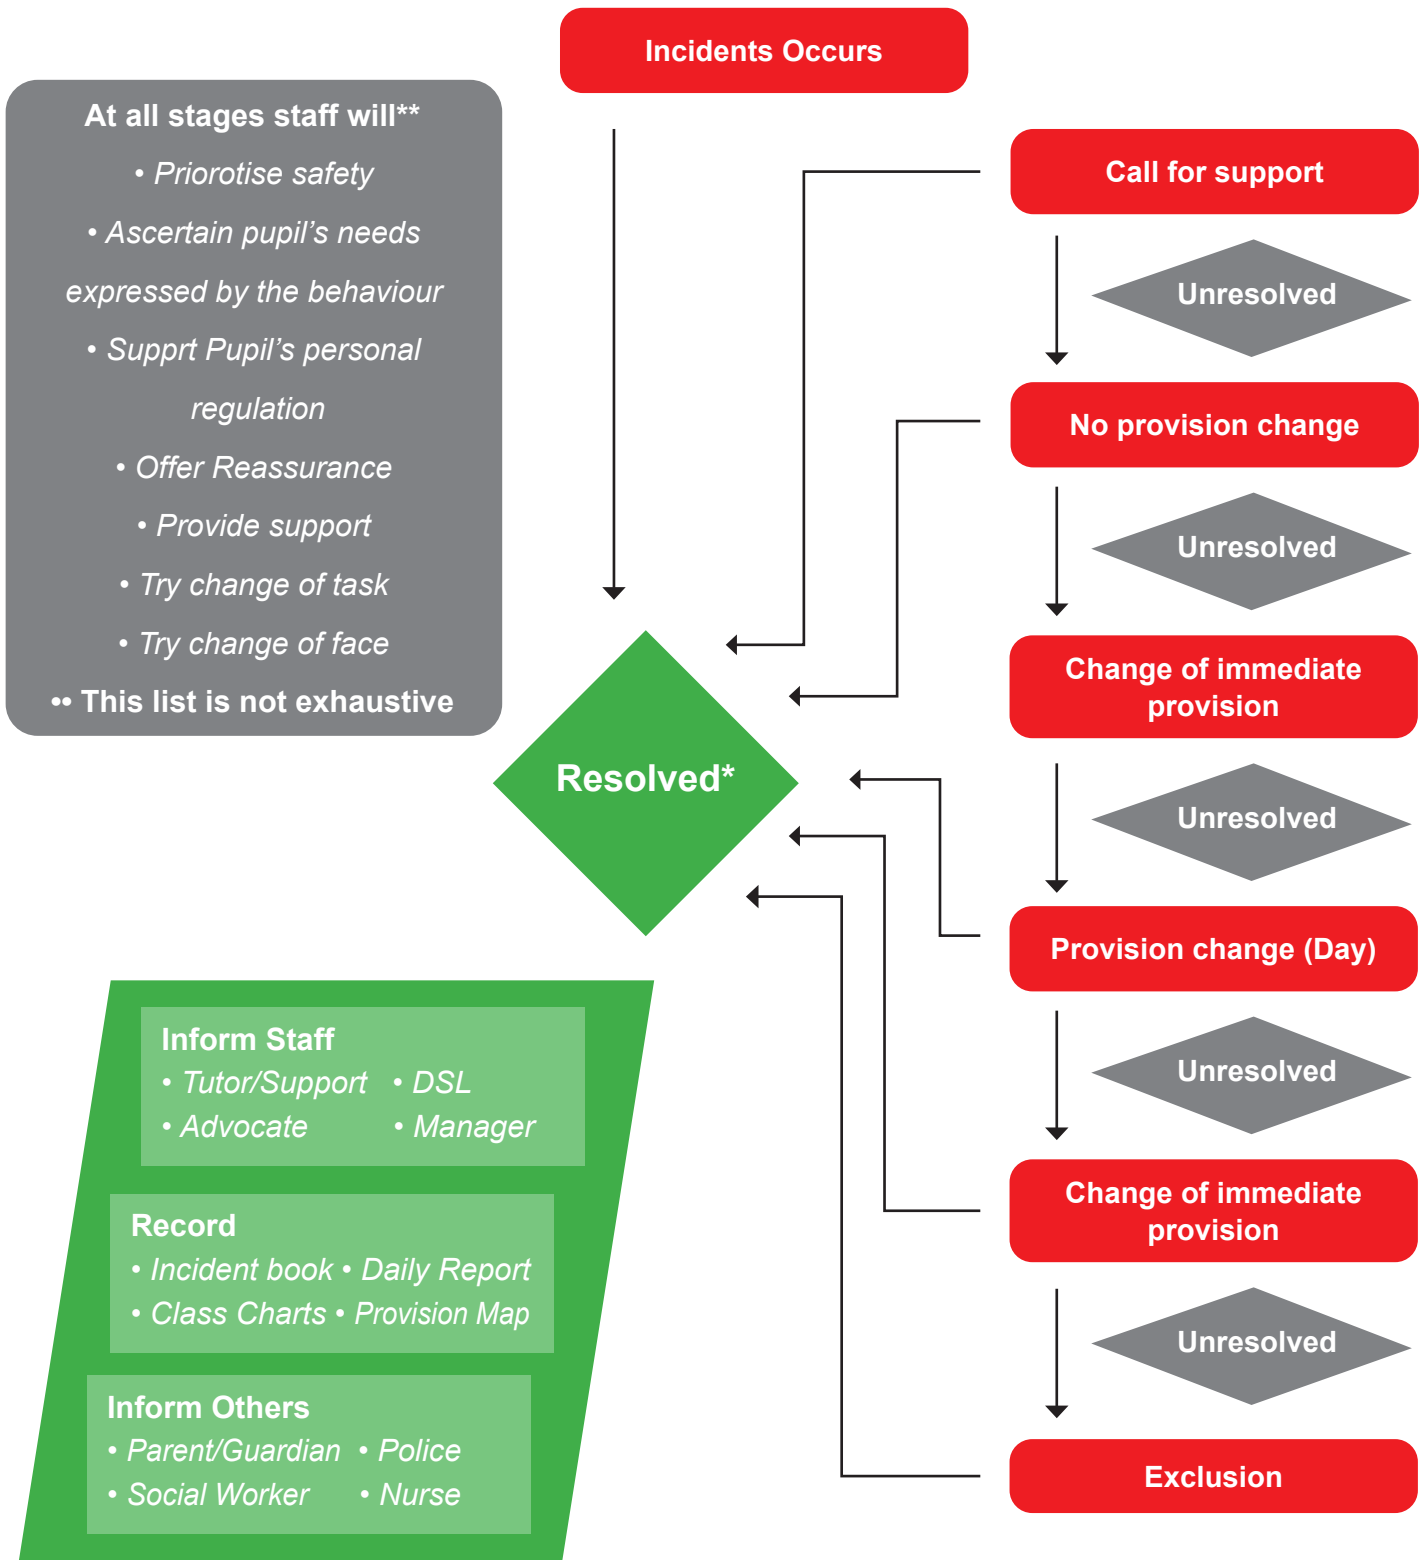 Incidents Occurs
At all stages staff will**
• Priorotise safety
• Ascertain pupil’s needs
expressed by the behaviour
• Supprt Pupil’s personal
regulation
• Offer Reassurance
• Provide support
• Try change of task
• Try change of face
•• This list is not exhaustive
Call for support
Unresolved
No provision change
Unresolved
Change of immediate
provision
Unresolved
Provision change (Day)
Unresolved
Change of immediate
provision
Unresolved
Exclusion
Resolved*
Inform Staff
• Tutor/Support • DSL
• Advocate • Manager
Record
• Incident book • Daily Report
• Class Charts • Provision Map
Inform Others
• Parent/Guardian • Police
• Social Worker • Nurse